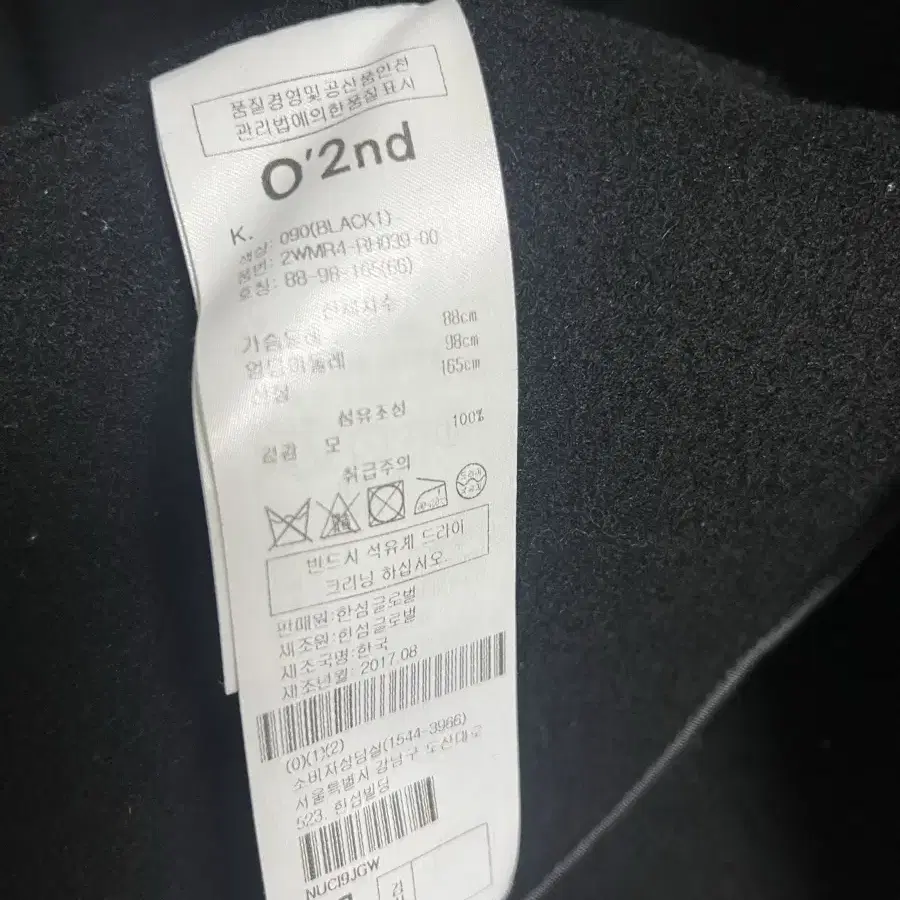 품질경영및공산품안전
관리법에의한품질표시
O'2nd
K.
색상: 090(BLACK1)
품번: 2WMR4-RH039-00
호칭: 88-98-165(66)
신체치수
가슴둘레 88cm
엉덩이둘레 98cm
신장 165cm
섬유조성
겉감 모 100%
취급주의
반드시 석유계 드라이
크리닝 하십시오.
판매원:한섬글로벌
제조원:한섬글로벌
제조국명:한국
제조년월: 2017.08
(0)(1)(2)
소비자상담실(1544-3966)
서울특별시 강남구 도산대로
523, 한섬빌딩
NUC19JGW